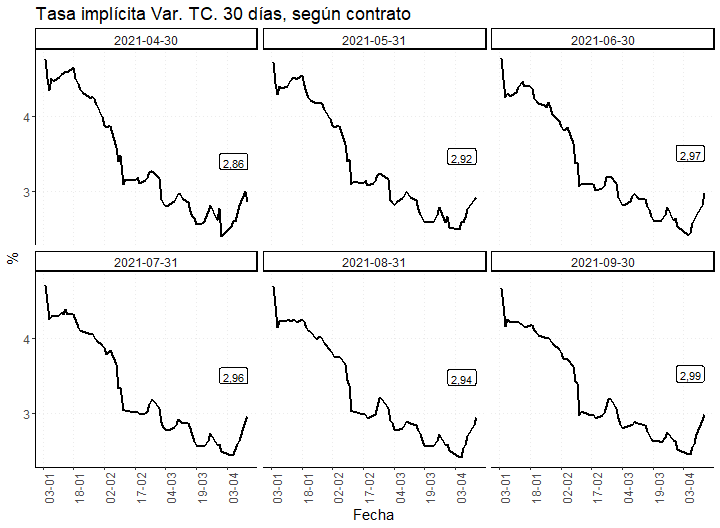 Tasa implícita Var. TC. 30 días, según contrato
2021-04-30 2021-05-31 2021-06-30
4
3
2,86 2,92 2,97
%
2021-07-31 2021-08-31 2021-09-30
4
3
2,96 2,94 2,99
03-01 18-01 02-02 17-02 04-03 19-03 03-04 03-01 18-01 02-02 17-02 04-03 19-03 03-04 03-01 18-01 02-02 17-02 04-03 19-03 03-04
Fecha